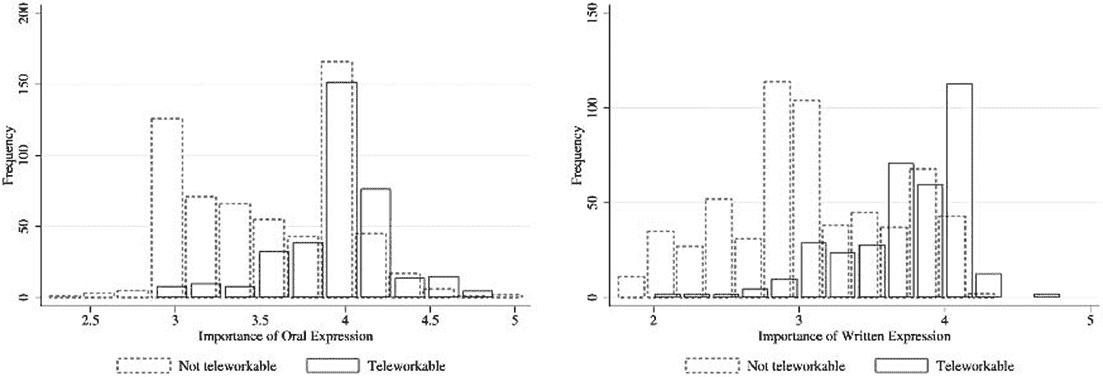 200
150
100
50
0
Frequency
2.5 3 3.5 4 4.5 5
Importance of Oral Expression
Not teleworkable Teleworkable
150
100
50
0
Frequency
2 3 4 5
Importance of Written Expression
Not teleworkable Teleworkable